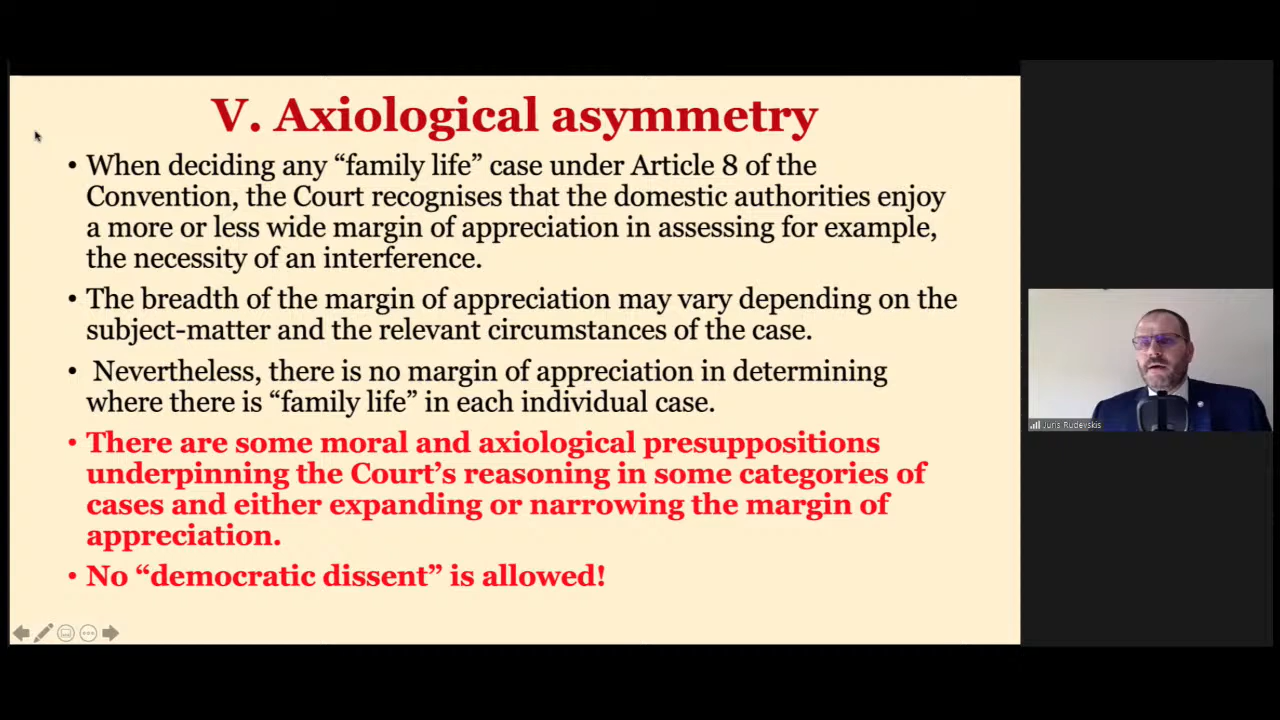 V. Axiological asymmetry
• When deciding any “family life” case under Article 8 of the
Convention, the Court recognises that the domestic authorities enjoy
a more or less wide margin of appreciation in assessing for example,
the necessity of an interference.
• The breadth of the margin of appreciation may vary depending on the
subject-matter and the relevant circumstances of the case.
• Nevertheless, there is no margin of appreciation in determining
where there is “family life” in each individual case.
• There are some moral and axiological presuppositions
underpinning the Court’s reasoning in some categories of
cases and either expanding or narrowing the margin of
appreciation.
• No “democratic dissent” is allowed!
Juris Rudevskis